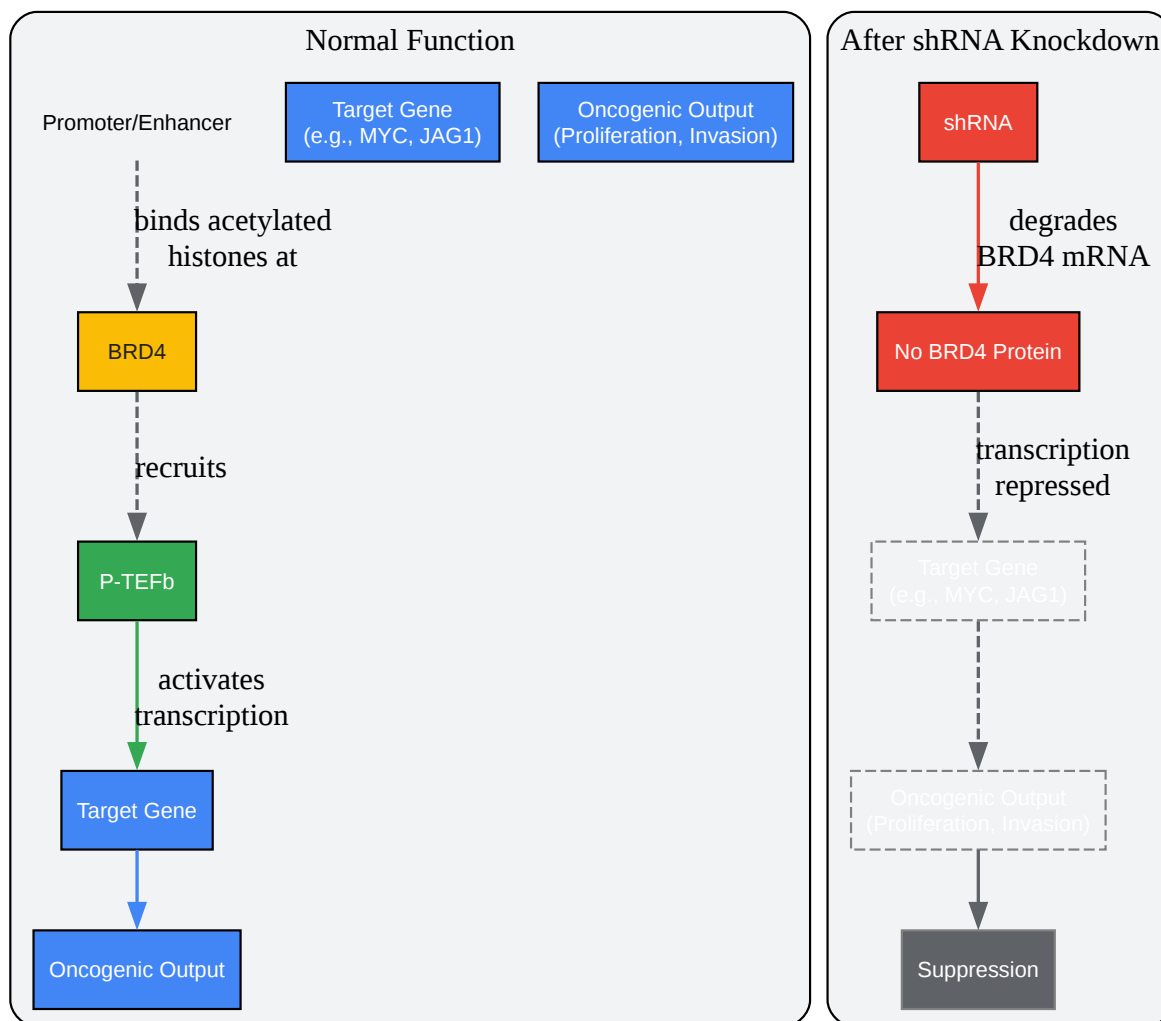 Normal Function
Promoter/Enhancer
Target Gene
(e.g., MYC, JAG1)
Oncogenic Output
(Proliferation, Invasion)
binds acetylated
histones at
BRD4
recruits
P-TEFb
activates
transcription
Target Gene
Oncogenic Output
After shRNA Knockdown
shRNA
degrades
BRD4 mRNA
No BRD4 Protein
transcription
repressed
Target Gene
(e.g., MYC, JAG1)
Oncogenic Output
(Proliferation, Invasion)
Suppression